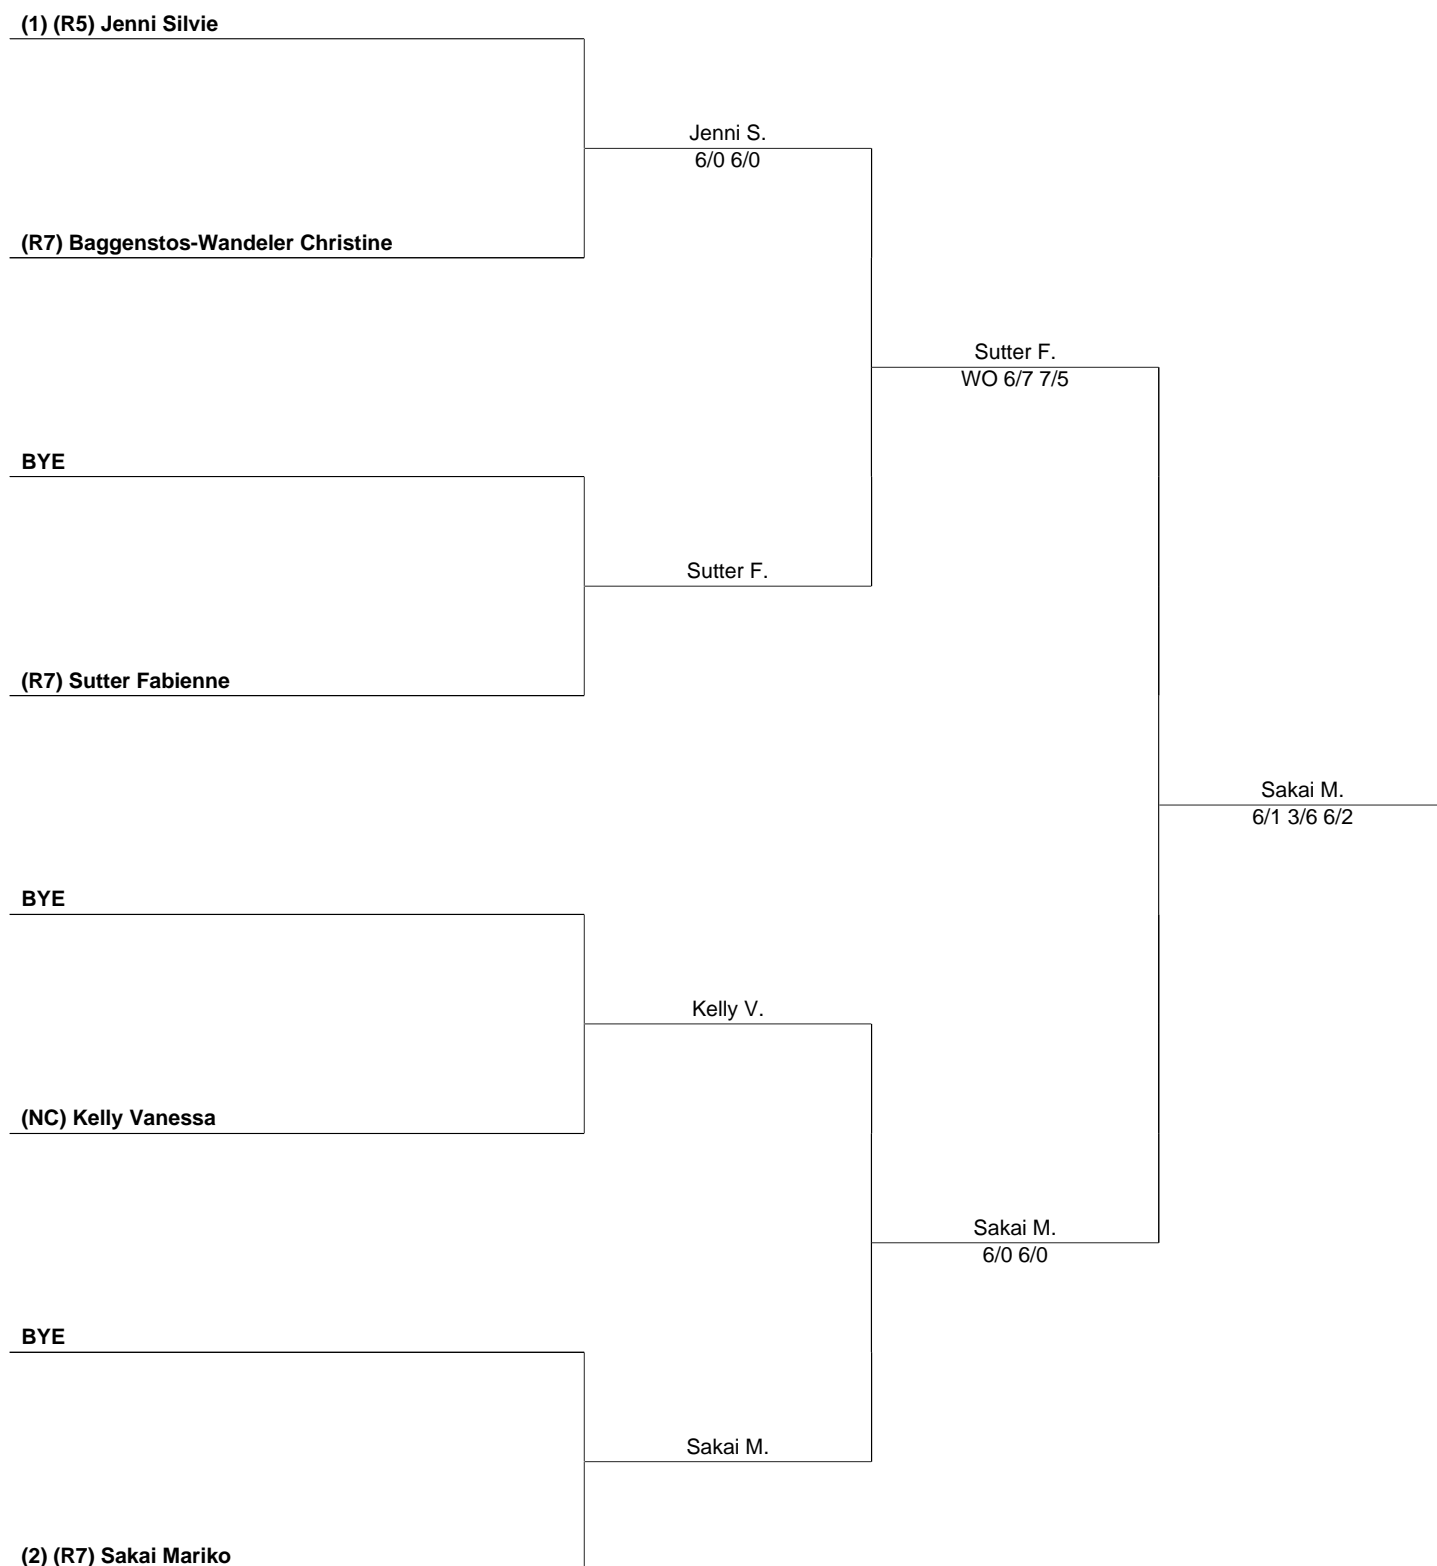 (1) (R5) Jenni Silvie
Jenni S.
6/0 6/0
(R7) Baggenstos-Wandeler Christine
Sutter F.
WO 6/7 7/5
BYE
Sutter F.
(R7) Sutter Fabienne
Sakai M.
6/1 3/6 6/2
BYE
Kelly V.
(NC) Kelly Vanessa
Sakai M.
6/0 6/0
BYE
Sakai M.
(2) (R7) Sakai Mariko